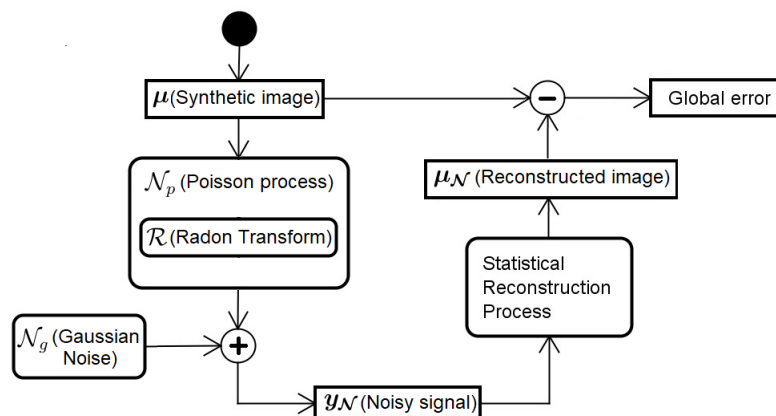 μ(Synthetic image)
−
Global error
𝒩p(Poisson process)
μ𝒩(Reconstructed image)
ℛ(Radon Transform)
Statistical
Reconstruction
Process
𝒩g(Gaussian
Noise)
+
y𝒩(Noisy signal)